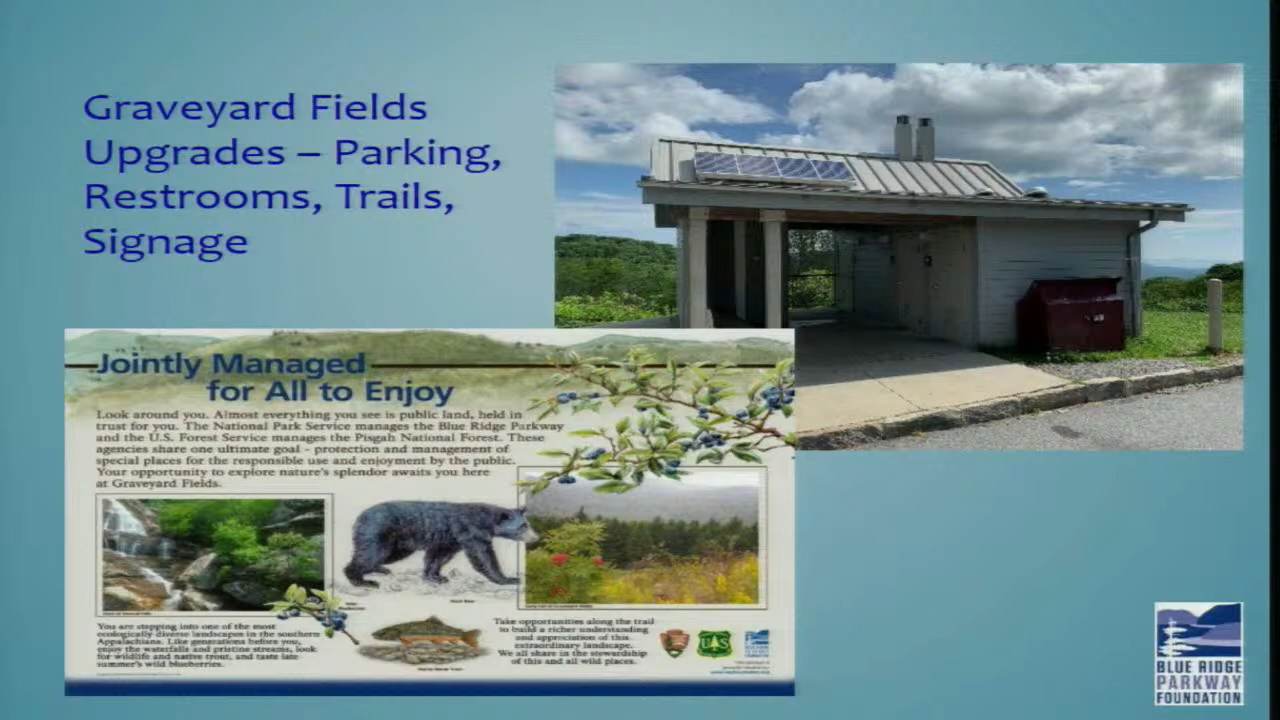 Graveyard Fields
Upgrades – Parking,
Restrooms, Trails,
Signage
Jointly Managed
for All to Enjoy
Look around you. Almost everything you see is public land, held in
trust for you. The National Park Service manages the Blue Ridge Parkway
and the U.S. Forest Service manages the Pisgah National Forest. These
agencies share one ultimate goal - protection and management of
special places for the responsible use and enjoyment by the public.
Your opportunity to explore nature's splendor awaits you here
at Graveyard Fields.
You are stepping into one of the most
ecologically diverse landscapes in the southern
Appalachians. Like generations before you,
enjoy the waterfalls and pristine streams, look
for wildlife and native trout, and taste late
summer's wild blueberries.
Take opportunities along the trail
to build a richer understanding
and appreciation of this
extraordinary landscape.
We all share in the stewardship
of this and all wild places.
UAS
BLUE RIDGE
PARKWAY
FOUNDATION